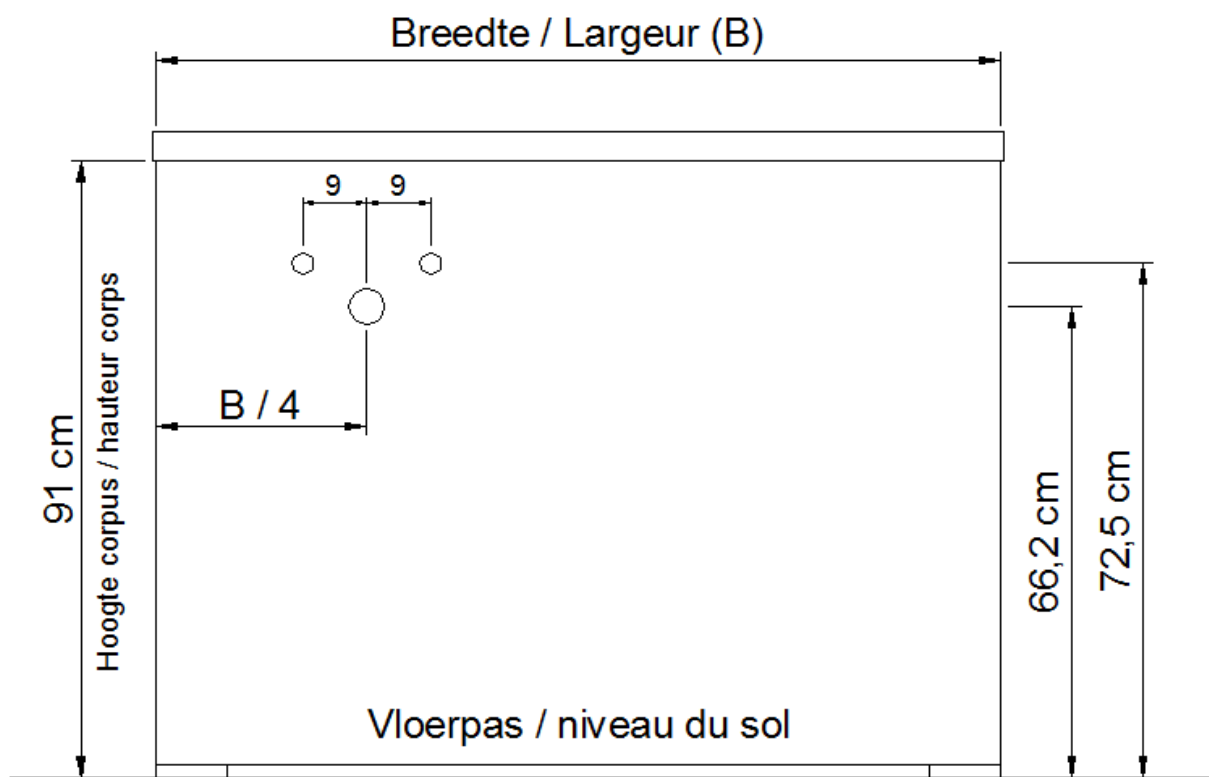 Breedte / Largeur (B)
9
9
B / 4
91 cm
Hoogte corpus / hauteur corps
66,2 cm
72,5 cm
Vloerpas / niveau du sol